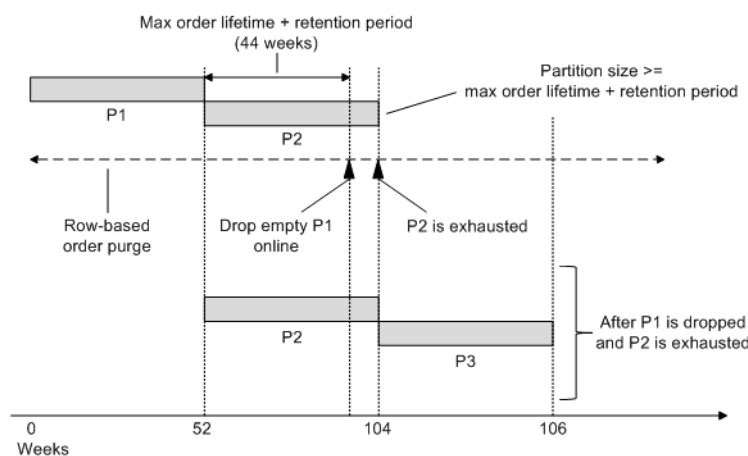 Max order lifetime + retention period
(44 weeks)
Partition size >=
max order lifetime + retention period
P1
P2
Row-based
order purge
Drop empty P1
online
P2 is exhausted
P2
P3
After P1 is dropped
and P2 is exhausted
0
52
104
106
Weeks